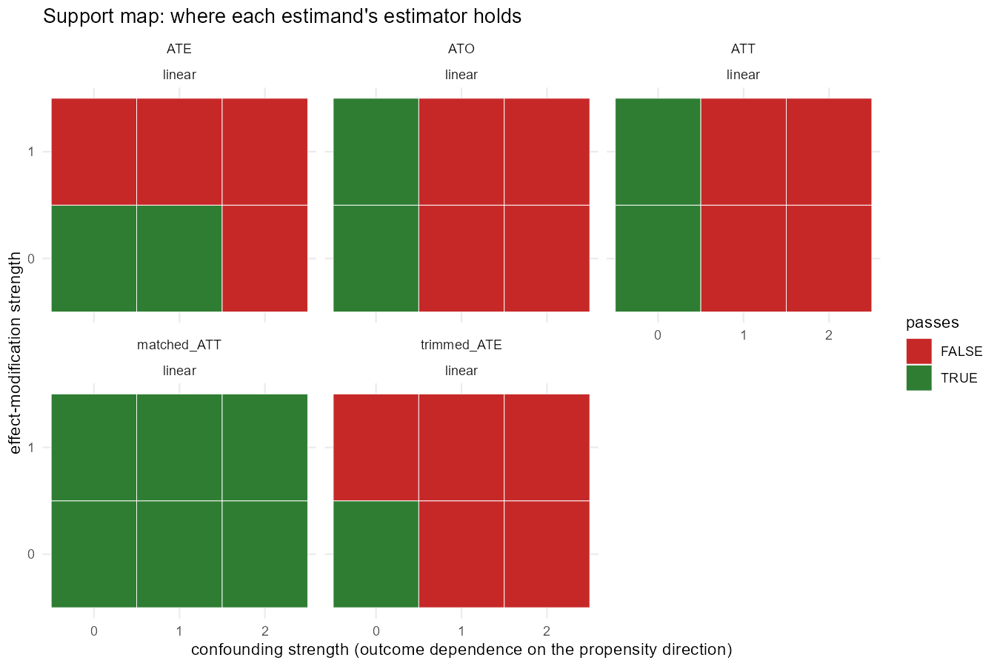 Support map: where each estimand's estimator holds
ATE
linear
ATO
linear
ATT
linear
1
0
0
1
2
matched_ATT
linear
trimmed_ATE
linear
1
0
0
1
2
0
1
2
confounding strength (outcome dependence on the propensity direction)
effect-modification strength
passes
FALSE
TRUE